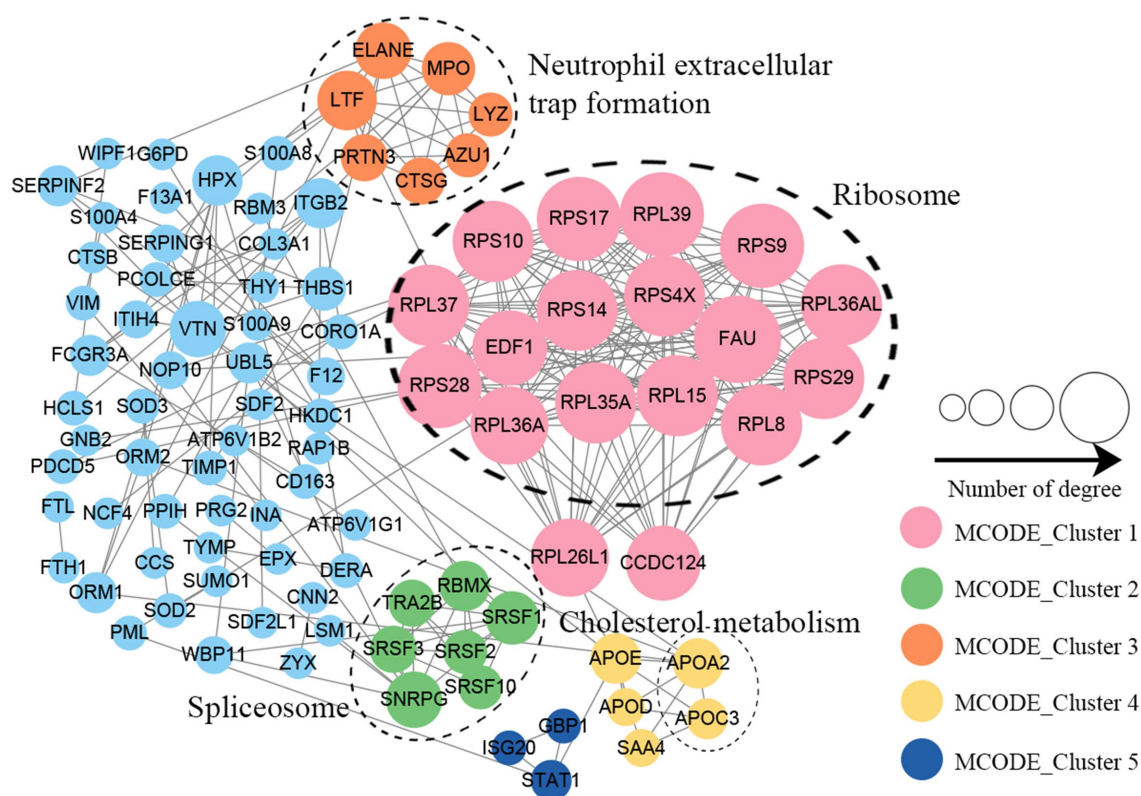 ELANE
MPO
LTF
LYZ
PRTN3
AZU1
CTSG
Neutrophil extracellular
trap formation
WIPF1
G6PD
S100A8
SERPINF2
HPX
F13A1
RBM3
ITGB2
S100A4
SERPING1
COL3A1
CTSB
PCOLCE
THY1
THBS1
VIM
ITIH4
VTN
S100A9
CORO1A
FCGR3A
NOP10
UBL5
F12
HCLS1
SOD3
SDF2
HKDC1
GNB2
ATP6V1B2
RAP1B
PDCD5
ORM2
TIMP1
CD163
FTL
NCF4
PPIH
PRG2
INA
ATP6V1G1
TYMP
EPX
FTH1
CCS
DERA
ORM1
SUMO1
CNN2
SOD2
PML
SDF2L1
LSM1
WBP11
ZYX
Ribosome
RPS17
RPL39
RPS10
RPS9
RPL37
RPS14
RPS4X
RPL36AL
EDF1
FAU
RPS28
RPS29
RPL35A
RPL15
RPL36A
RPL8
RPL26L1
CCDC124
RBMX
TRA2B
SRSF1
SRSF3
SRSF2
SRSF10
SNRPG
Spliceosome
Cholesterol metabolism
APOE
APOA2
APOD
APOC3
SAA4
GBP1
ISG20
STAT1
Number of degree
MCODE_Cluster 1
MCODE_Cluster 2
MCODE_Cluster 3
MCODE_Cluster 4
MCODE_Cluster 5